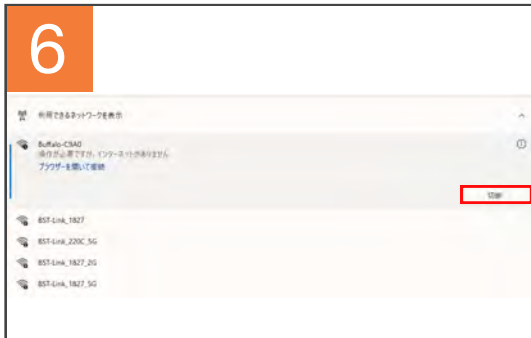 6
利用できるネットワークを表示
Buffalo-C9A0
操作が必要ですが、インターネットがありません
ブラウザーを開いて接続
切断
BST-Link_1827
BST-Link_220C_5G
BST-Link_1827_2G
BST-Link_1827_5G